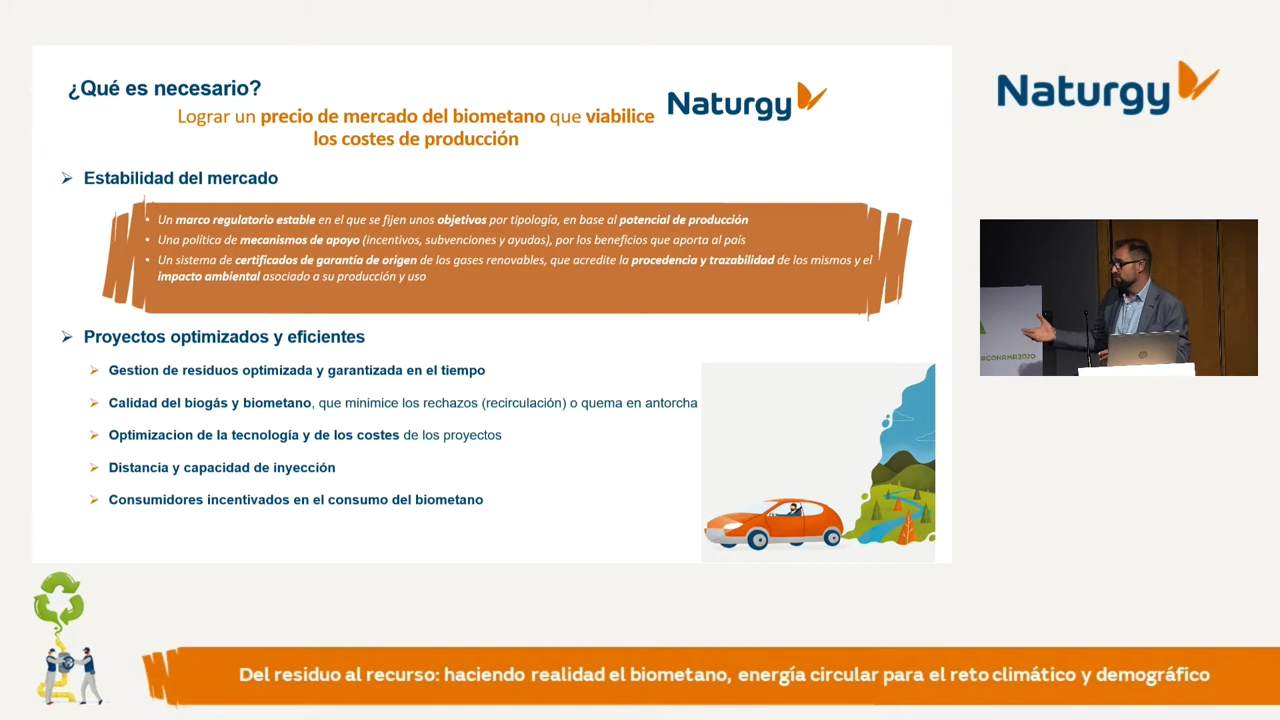 ¿Qué es necesario?
Naturgy
Lograr un precio de mercado del biometano que viabilice
los costes de producción
Estabilidad del mercado
• Un marco regulatorio estable en el que se fijen unos objetivos por tipología, en base al potencial de producción
• Una política de mecanismos de apoyo (incentivos, subvenciones y ayudas), por los beneficios que aporta al país
• Un sistema de certificados de garantía de origen de los gases renovables, que acredite la procedencia y trazabilidad de los mismos y el
impacto ambiental asociado a su producción y uso
Proyectos optimizados y eficientes
Gestion de residuos optimizada y garantizada en el tiempo
Calidad del biogás y biometano, que minimice los rechazos (recirculación) o quema en antorcha
Optimizacion de la tecnología y de los costes de los proyectos
Distancia y capacidad de inyección
Consumidores incentivados en el consumo del biometano
Naturgy
#CONAMA2020
Del residuo al recurso: haciendo realidad el biometano, energía circular para el reto climático y demográfico